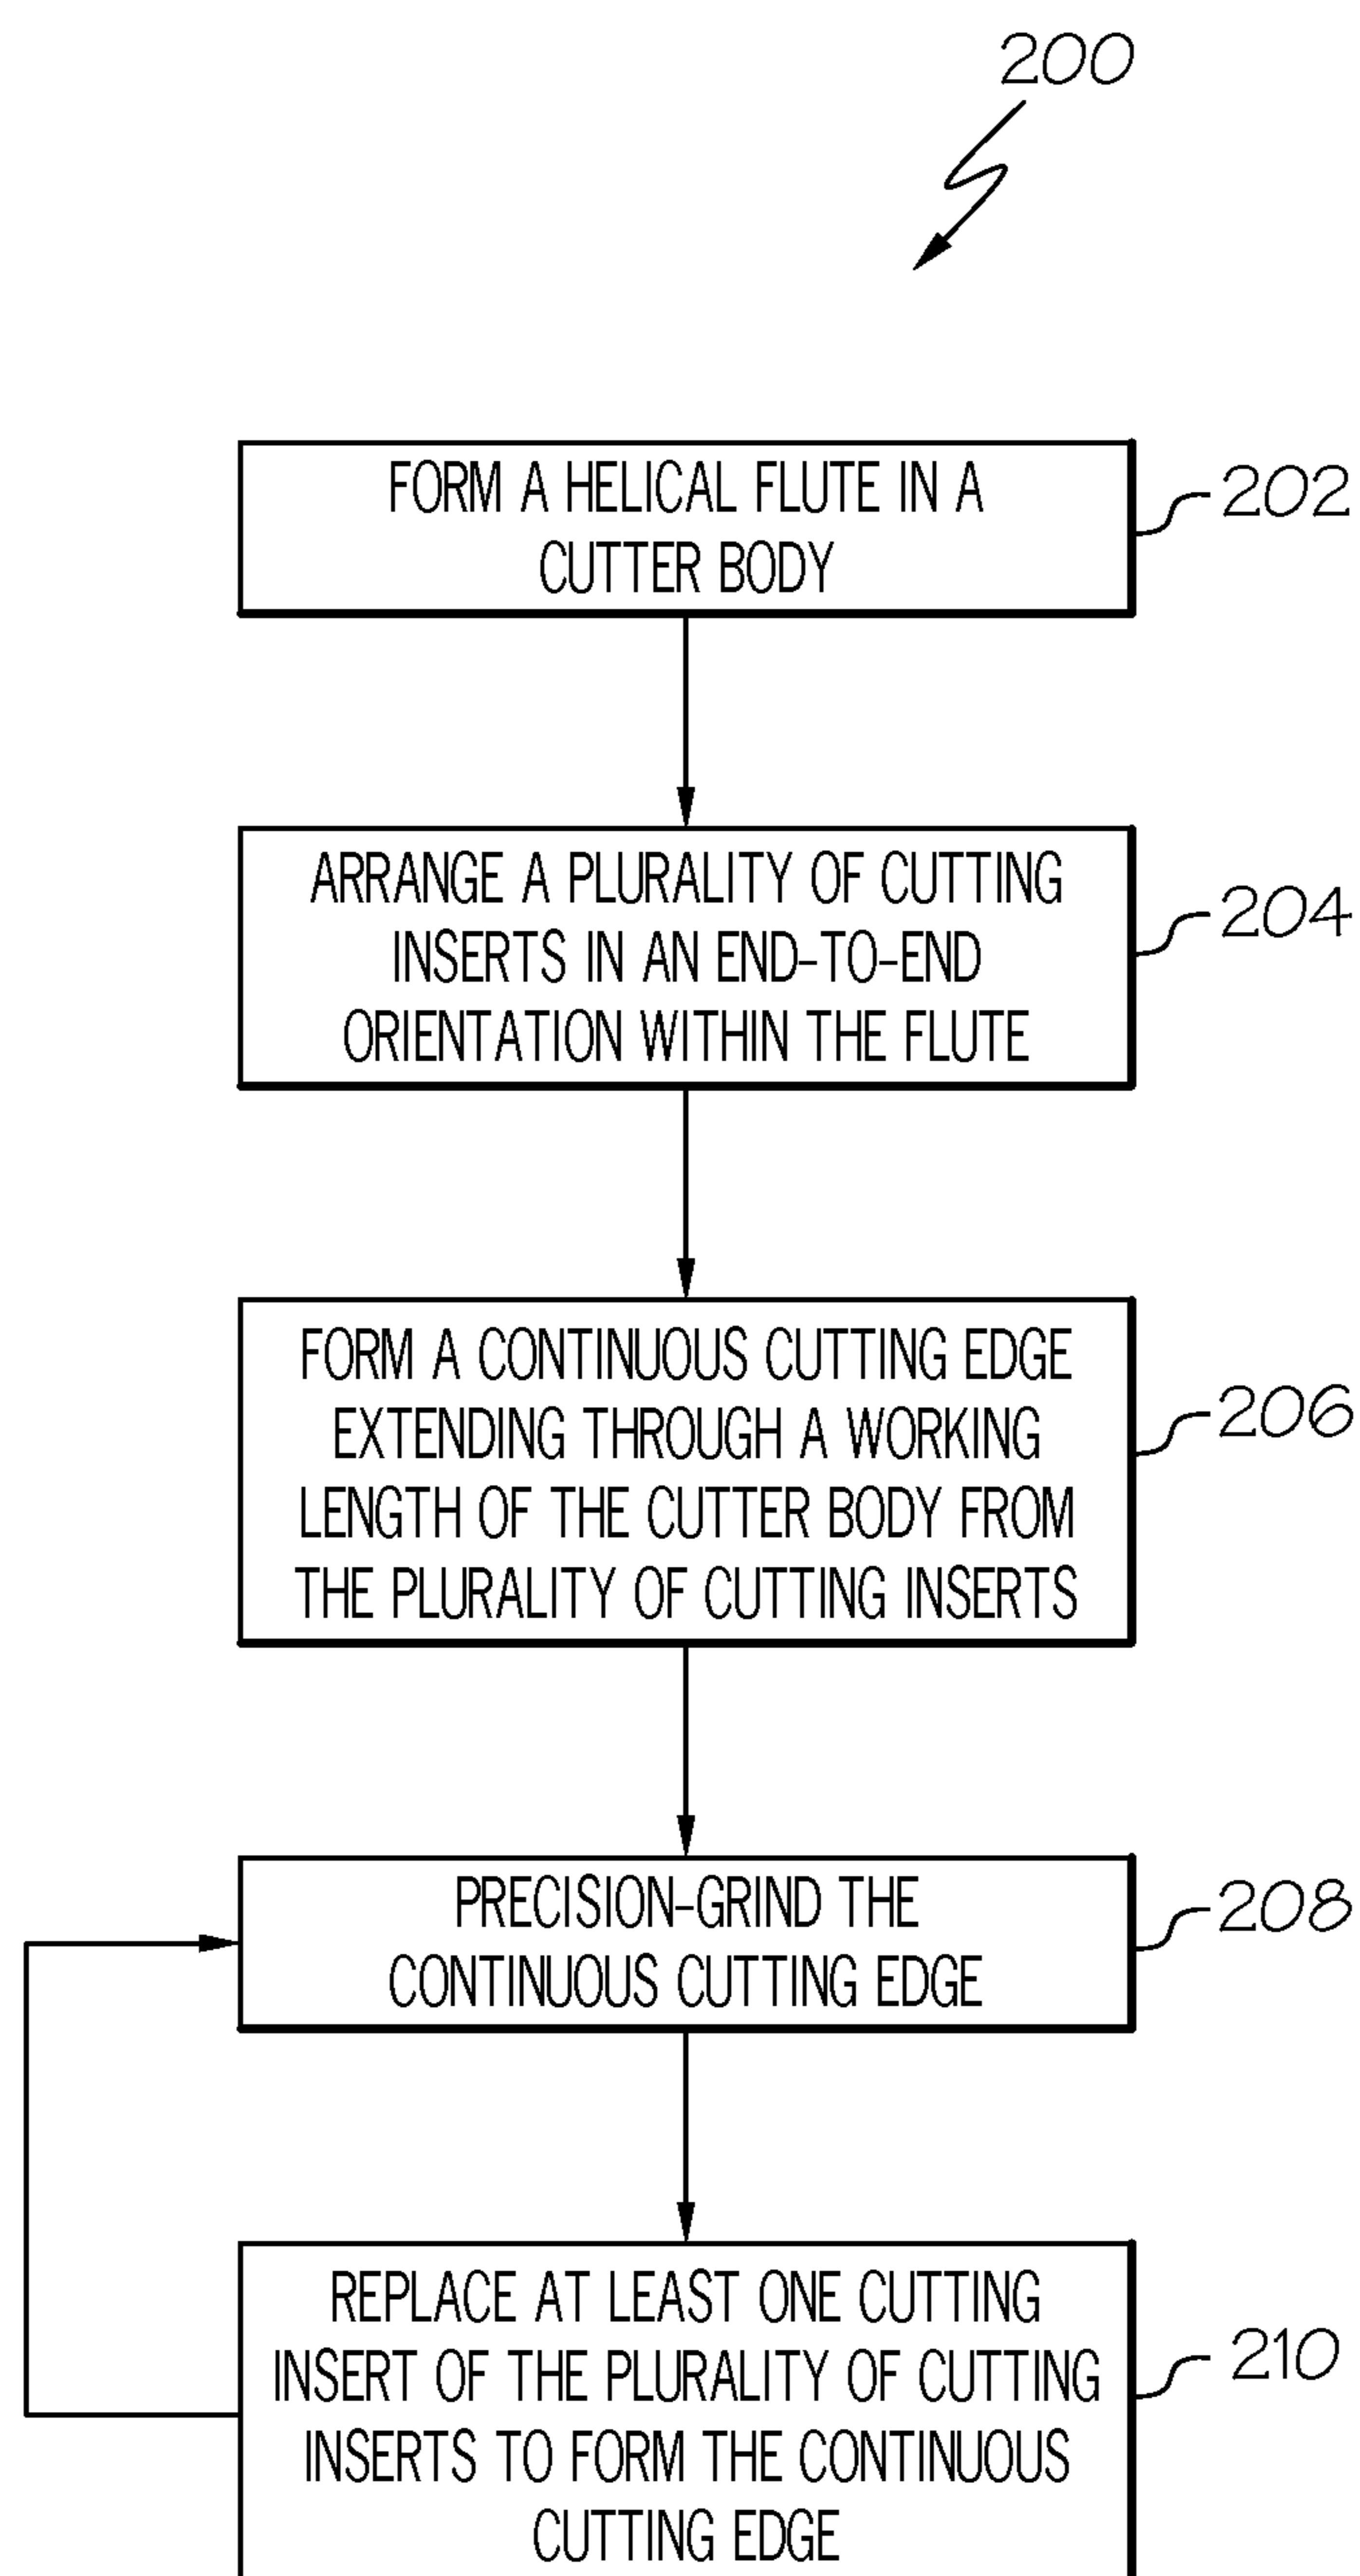 200
FORM A HELICAL FLUTE IN A
CUTTER BODY
202
ARRANGE A PLURALITY OF CUTTING
INSERTS IN AN END-TO-END
ORIENTATION WITHIN THE FLUTE
204
FORM A CONTINUOUS CUTTING EDGE
EXTENDING THROUGH A WORKING
LENGTH OF THE CUTTER BODY FROM
THE PLURALITY OF CUTTING INSERTS
206
PRECISION-GRIND THE
CONTINUOUS CUTTING EDGE
208
REPLACE AT LEAST ONE CUTTING
INSERT OF THE PLURALITY OF CUTTING
INSERTS TO FORM THE CONTINUOUS
CUTTING EDGE
210